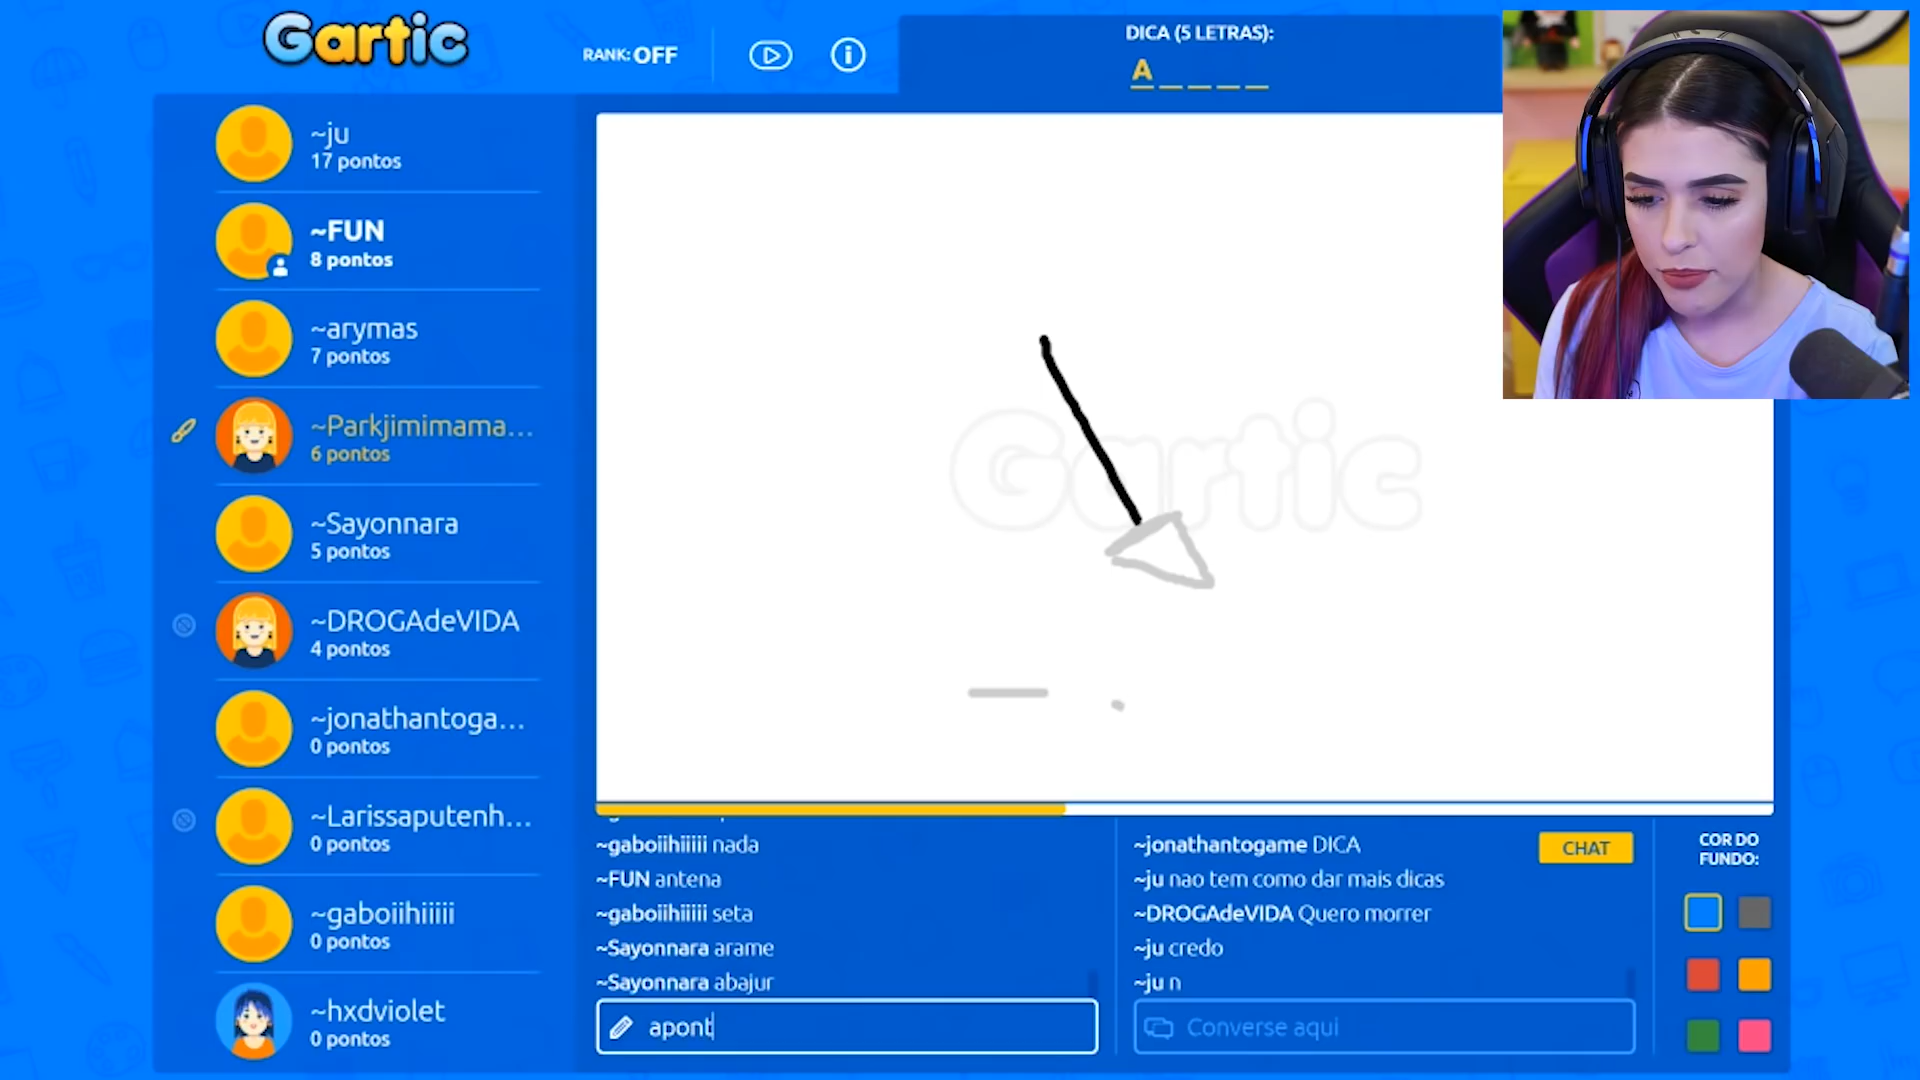 Gartic
RANK: OFF
DICA (5 LETRAS):
A _ _ _ _
~ju
17 pontos
~FUN
8 pontos
~arymas
7 pontos
~Parkjimimama...
6 pontos
~Sayonnara
5 pontos
~DROGAdeVIDA
4 pontos
~jonathantoga...
0 pontos
~Larissaputenh...
0 pontos
~gaboiihiiiii
0 pontos
~hxdviolet
0 pontos
Gartic
~gaboiihiiiii nada
~FUN antena
~gaboiihiiiii seta
~Sayonnara arame
~Sayonnara abajur
apont
~jonathantogame DICA
~ju nao tem como dar mais dicas
~DROGAdeVIDA Quero morrer
~ju credo
~ju n
Converse aqui
CHAT
COR DO
FUNDO: